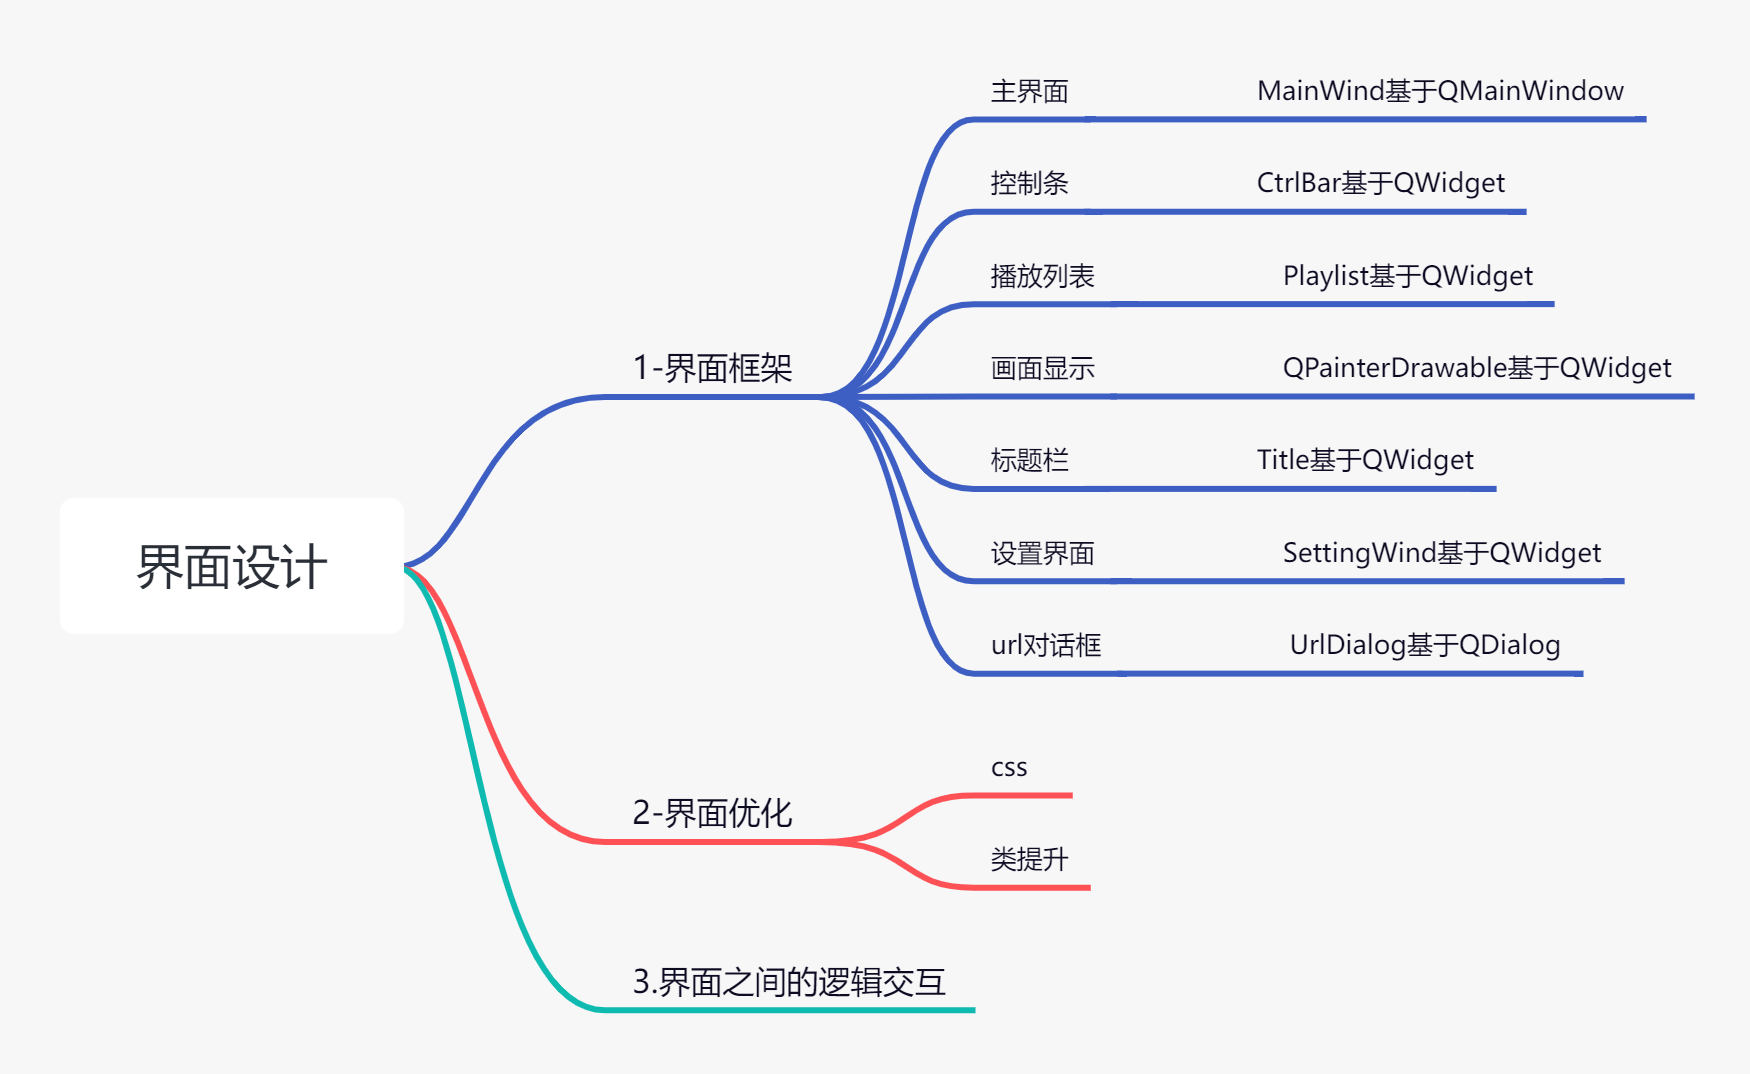 界面设计
1-界面框架
主界面
MainWind基于QMainWindow
控制条
CtrlBar基于QWidget
播放列表
Playlist基于QWidget
画面显示
QPainterDrawable基于QWidget
标题栏
Title基于QWidget
设置界面
SettingWind基于QWidget
url对话框
UrlDialog基于QDialog
2-界面优化
css
类提升
3.界面之间的逻辑交互